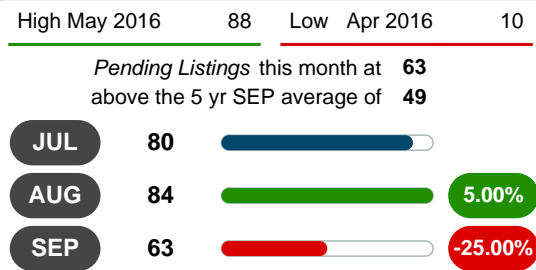 High May 2016 88 Low Apr 2016 10
Pending Listings this month at 63
above the 5 yr SEP average of 49
JUL 80
AUG 84 5.00%
SEP 63 -25.00%